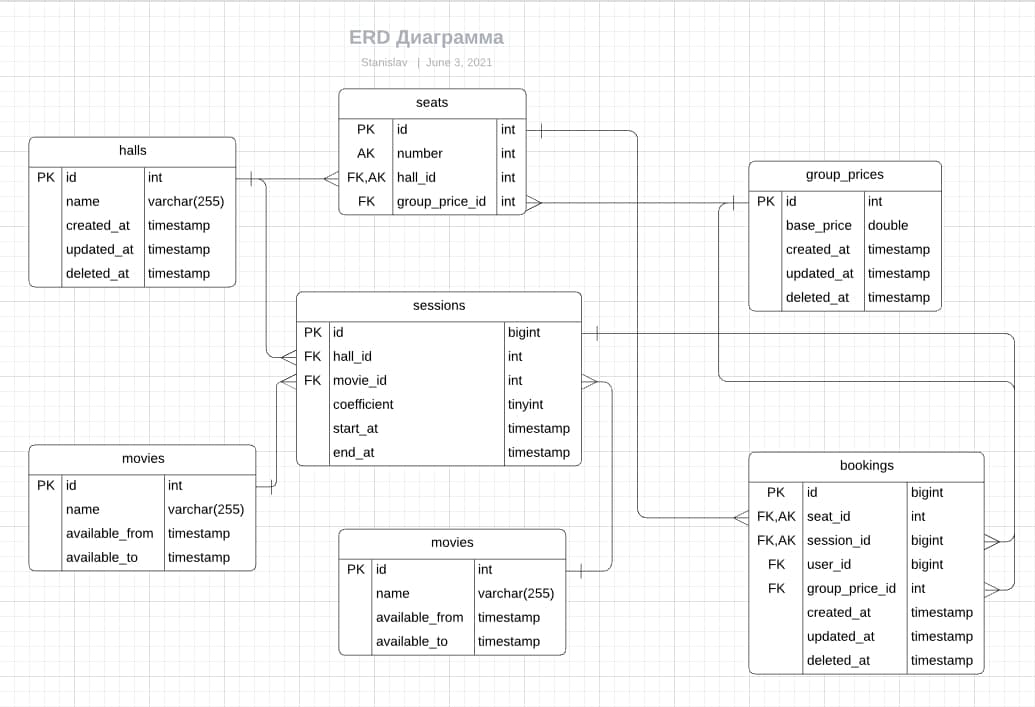 ERD Диаграмма
Stanislav | June 3, 2021
seats
PK id int
AK number int
FK,AK hall_id int
FK group_price_id int
halls
PK id int
name varchar(255)
created_at timestamp
updated_at timestamp
deleted_at timestamp
group_prices
PK id int
base_price double
created_at timestamp
updated_at timestamp
deleted_at timestamp
sessions
PK id bigint
FK hall_id int
FK movie_id int
coefficient tinyint
start_at timestamp
end_at timestamp
movies
PK id int
name varchar(255)
available_from timestamp
available_to timestamp
movies
PK id int
name varchar(255)
available_from timestamp
available_to timestamp
bookings
PK id bigint
FK,AK seat_id int
FK,AK session_id bigint
FK user_id bigint
FK group_price_id int
created_at timestamp
updated_at timestamp
deleted_at timestamp